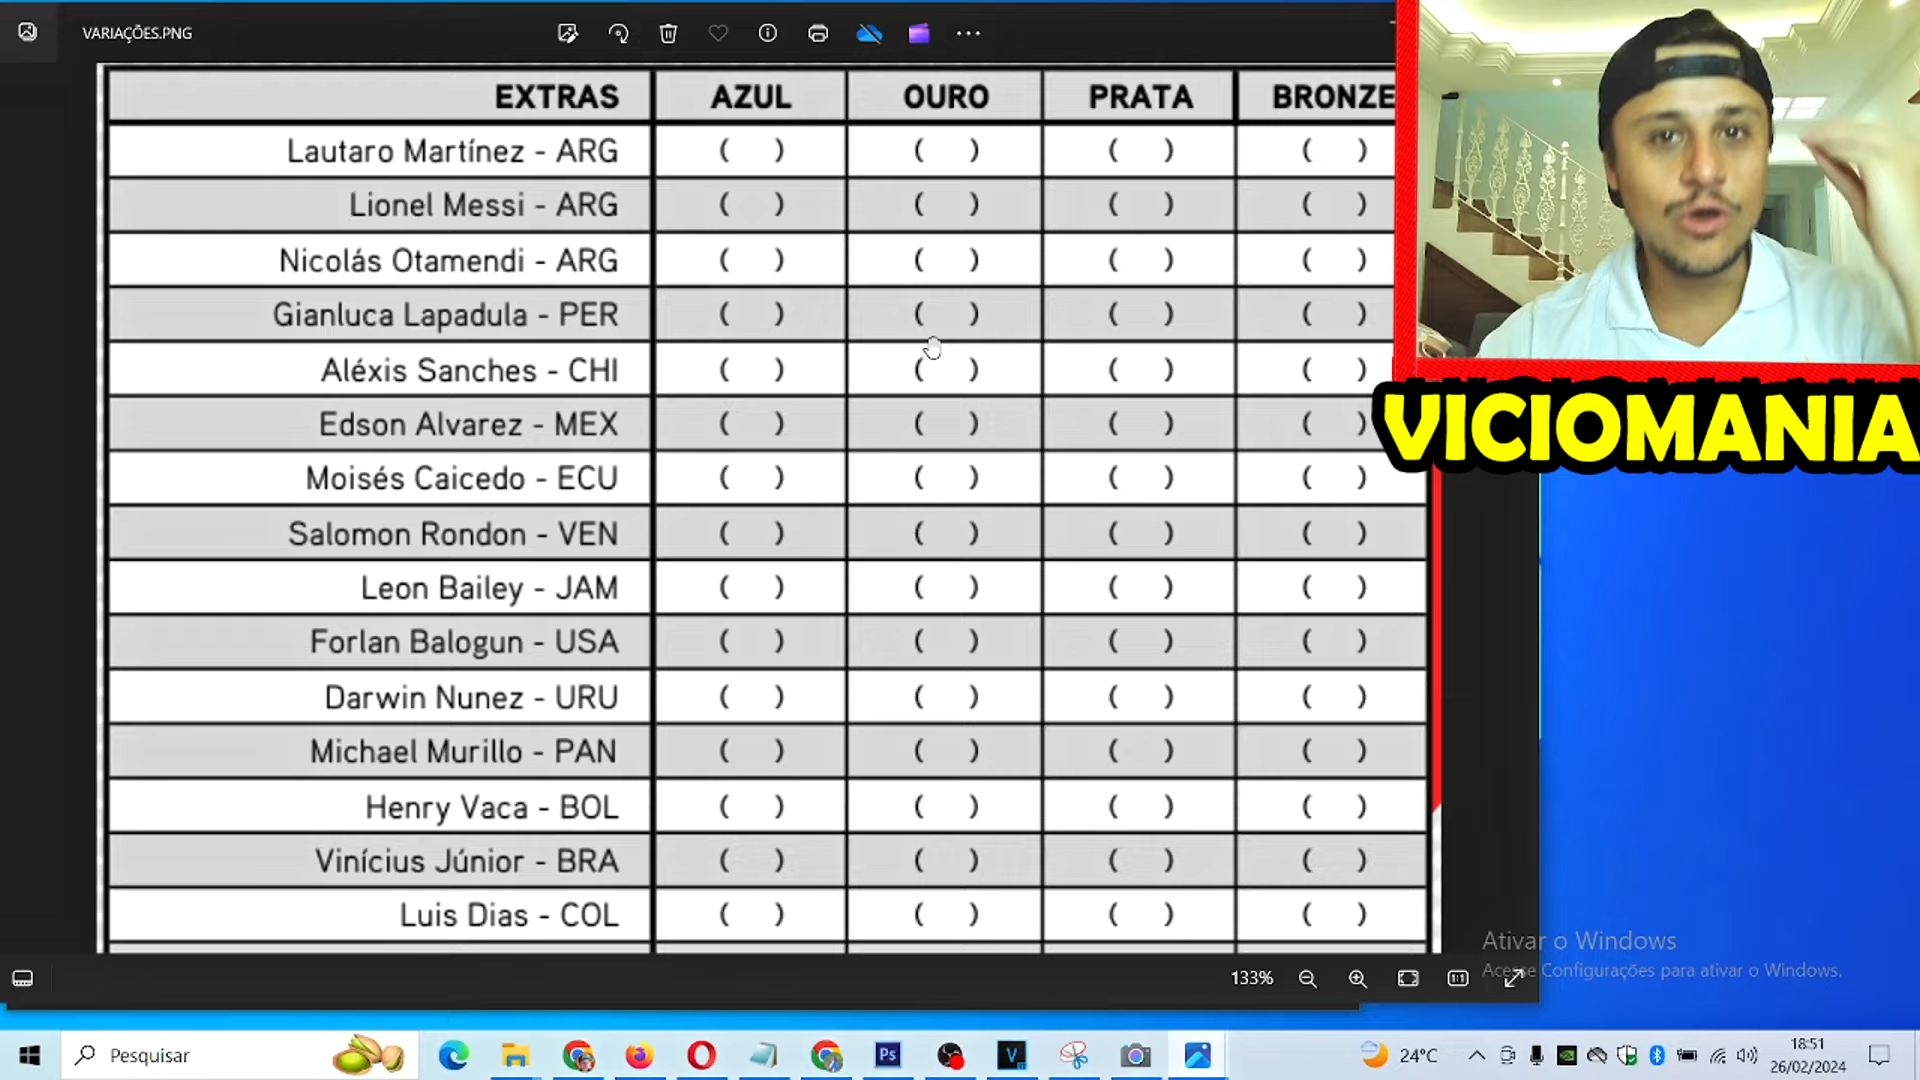 VARIAÇÕES.PNG
EXTRAS AZUL OURO PRATA BRONZE
Lautaro Martínez - ARG ( ) ( ) ( ) ( )
Lionel Messi - ARG ( ) ( ) ( ) ( )
Nicolás Otamendi - ARG ( ) ( ) ( ) ( )
Gianluca Lapadula - PER ( ) ( ) ( ) ( )
Aléxis Sanches - CHI ( ) ( ) ( ) ( )
Edson Alvarez - MEX ( ) ( ) ( ) ( )
VICIOMANIA
Moisés Caicedo - ECU ( ) ( ) ( ) ( )
Salomon Rondon - VEN ( ) ( ) ( ) ( )
Leon Bailey - JAM ( ) ( ) ( ) ( )
Forlan Balogun - USA ( ) ( ) ( ) ( )
Darwin Nunez - URU ( ) ( ) ( ) ( )
Michael Murillo - PAN ( ) ( ) ( ) ( )
Henry Vaca - BOL ( ) ( ) ( ) ( )
Vinícius Júnior - BRA ( ) ( ) ( ) ( )
Luis Dias - COL ( ) ( ) ( ) ( )
Ativar o Windows
Acesse Configurações para ativar o Windows.
133%
Pesquisar
Ps
V
24°C
18:51
26/02/2024